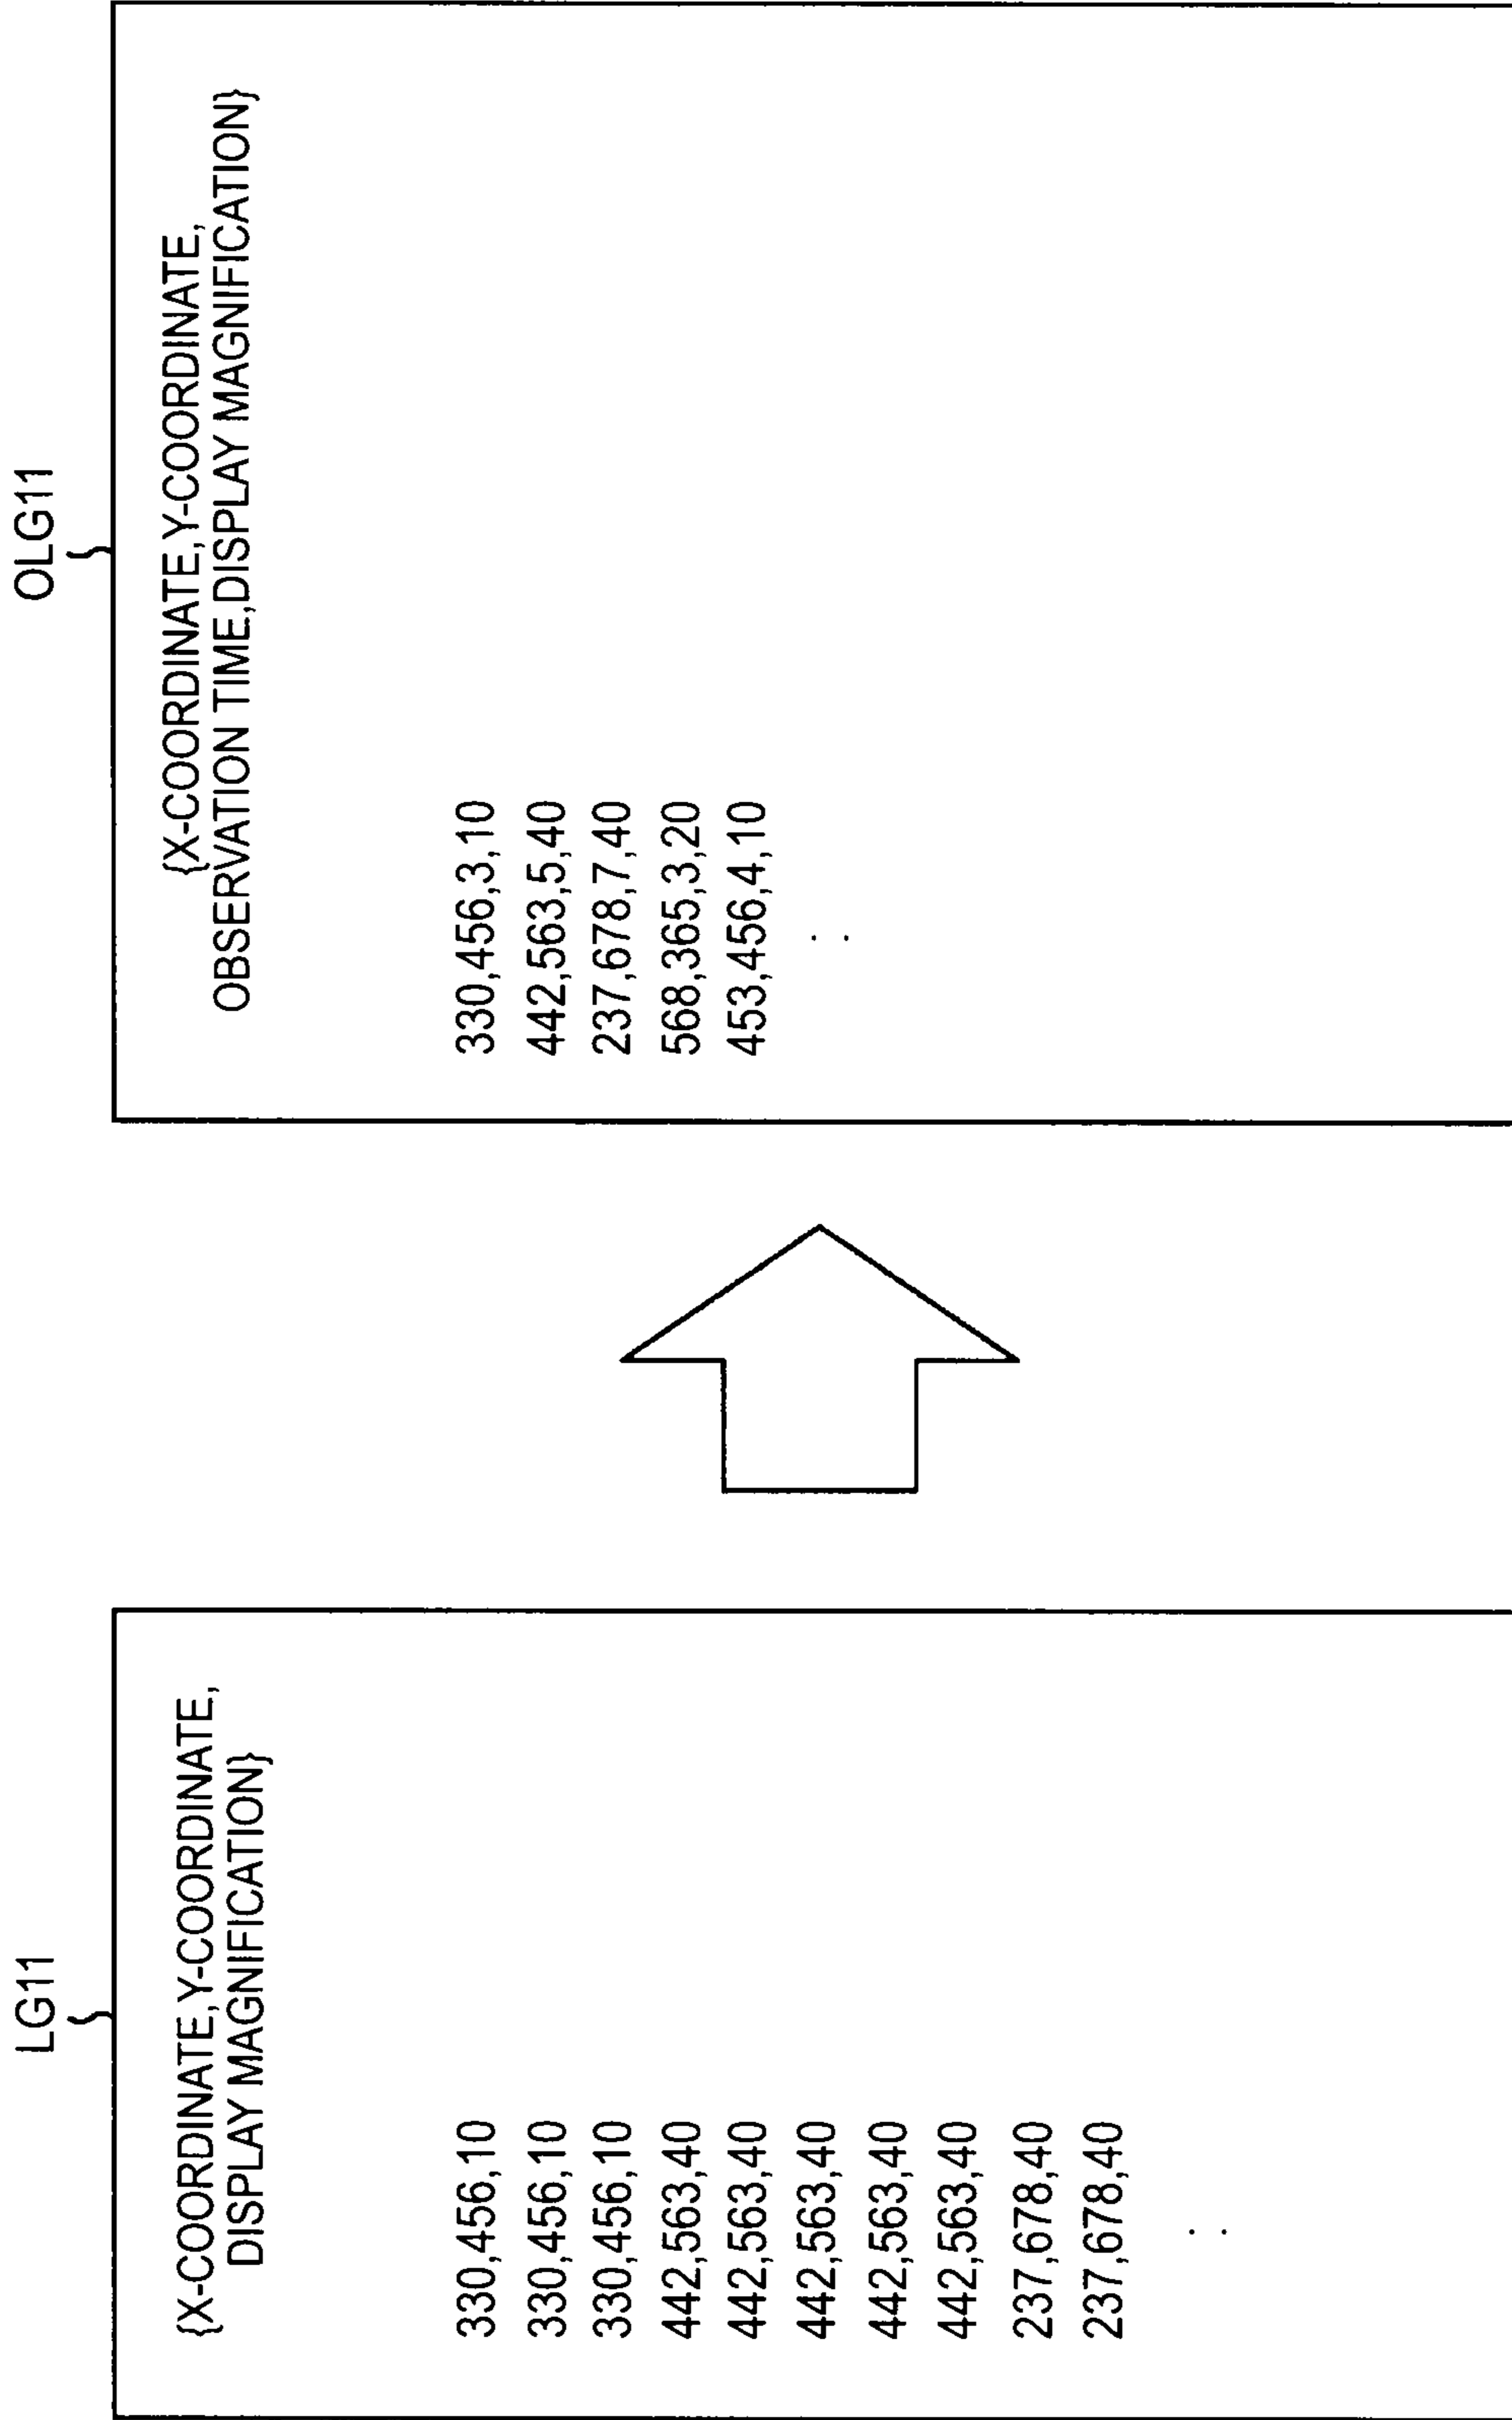 LG11
{X-COORDINATE,Y-COORDINATE,
DISPLAY MAGNIFICATION}
330,456,10
330,456,10
330,456,10
442,563,40
442,563,40
442,563,40
442,563,40
442,563,40
237,678,40
237,678,40
: 
OLG11
{X-COORDINATE,Y-COORDINATE,
OBSERVATION TIME,DISPLAY MAGNIFICATION}
330,456,3,10
442,563,5,40
237,678,7,40
568,365,3,20
453,456,4,10
: